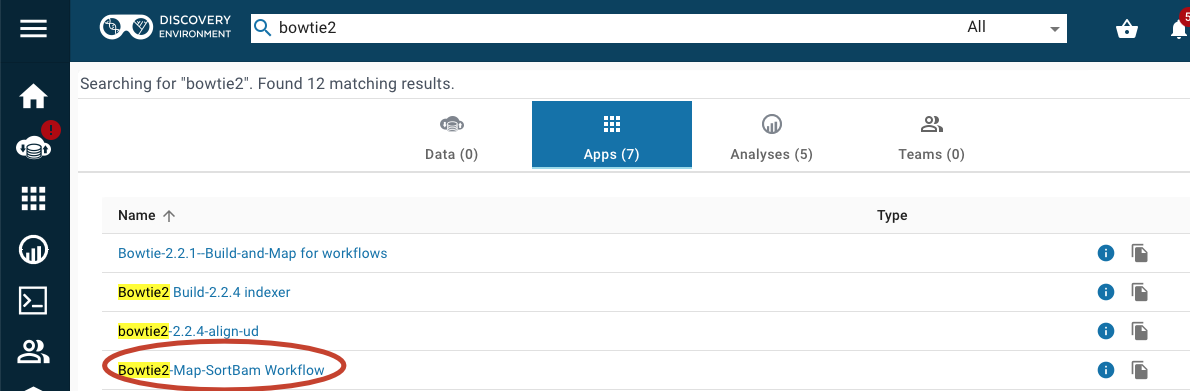 DISCOVERY
ENVIRONMENT
bowtie2
All
5
Searching for "bowtie2". Found 12 matching results.
!
Data (0)
Apps (7)
Analyses (5)
Teams (0)
Name
Type
Bowtie-2.2.1--Build-and-Map for workflows
Bowtie2 Build-2.2.4 indexer
bowtie2-2.2.4-align-ud
Bowtie2-Map-SortBam Workflow